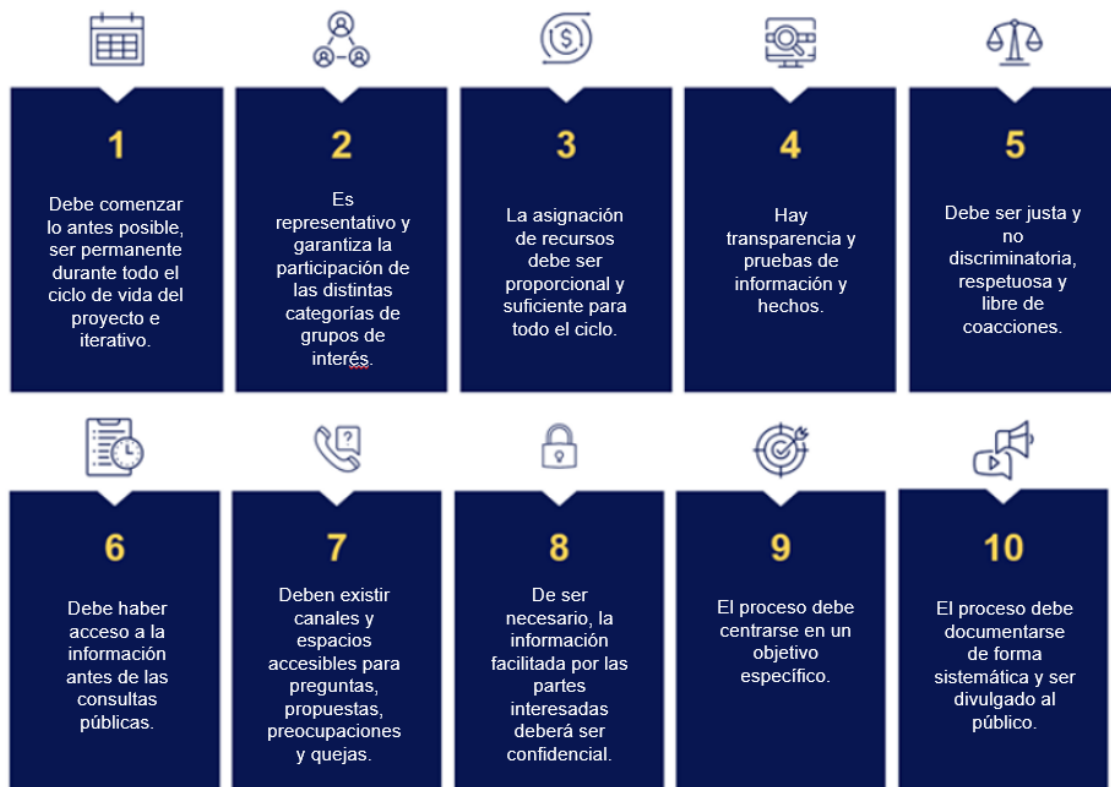 1
Debe comenzar
lo antes posible,
ser permanente
durante todo el
ciclo de vida del
proyecto e
iterativo.
2
Es
representativo y
garantiza la
participación de
las distintas
categorías de
grupos de
interés.
3
La asignación
de recursos
debe ser
proporcional y
suficiente para
todo el ciclo.
4
Hay
transparencia y
pruebas de
información y
hechos.
5
Debe ser justa y
no
discriminatoria,
respetuosa y
libre de
coacciones.
6
Debe haber
acceso a la
información
antes de las
consultas
públicas.
7
Deben existir
canales y
espacios
accesibles para
preguntas,
propuestas,
preocupaciones
y quejas.
8
De ser
necesario, la
información
facilitada por las
partes
interesadas
deberá ser
confidencial.
9
El proceso debe
centrarse en un
objetivo
específico.
10
El proceso debe
documentarse
de forma
sistemática y ser
divulgado al
público.